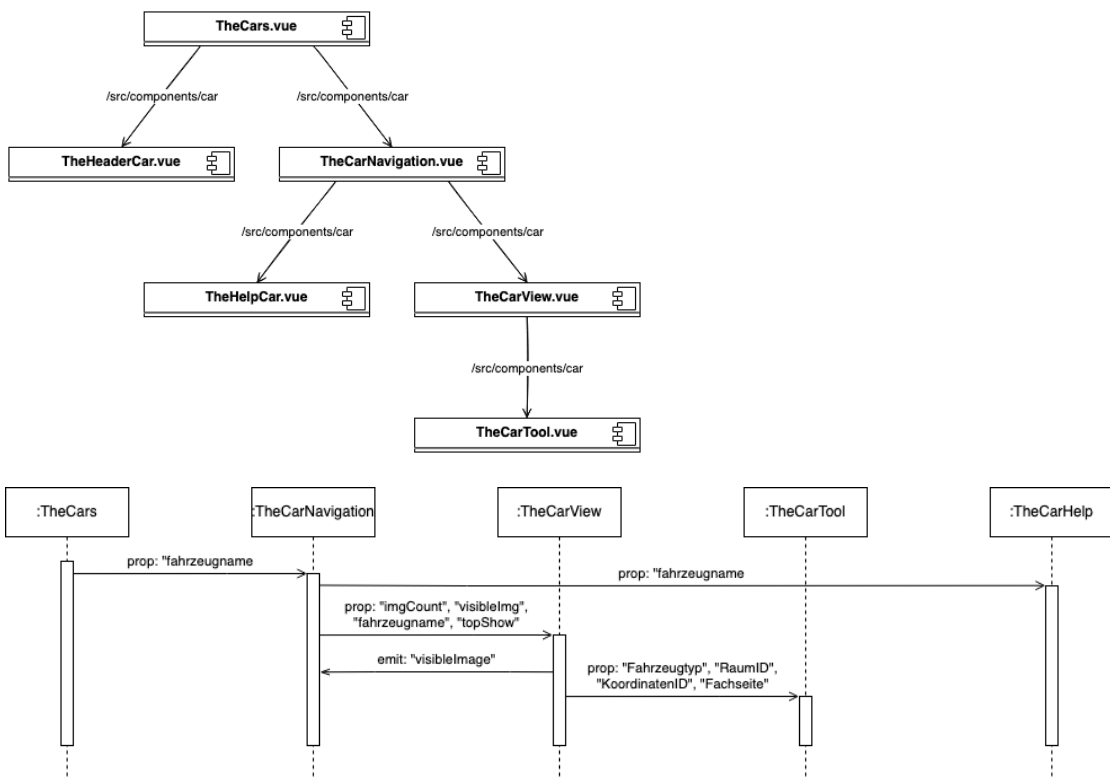 TheCars.vue
/src/components/car
/src/components/car
TheHeaderCar.vue
TheCarNavigation.vue
/src/components/car
/src/components/car
TheHelpCar.vue
TheCarView.vue
/src/components/car
TheCarTool.vue
:TheCars
:TheCarNavigation
:TheCarView
:TheCarTool
:TheCarHelp
prop: "fahrzeugname
prop: "fahrzeugname
prop: "imgCount", "visibleImg",
"fahrzeugname", "topShow"
emit: "visibleImage"
prop: "Fahrzeugtyp", "RaumID",
"KoordinatenID", "Fachseite"